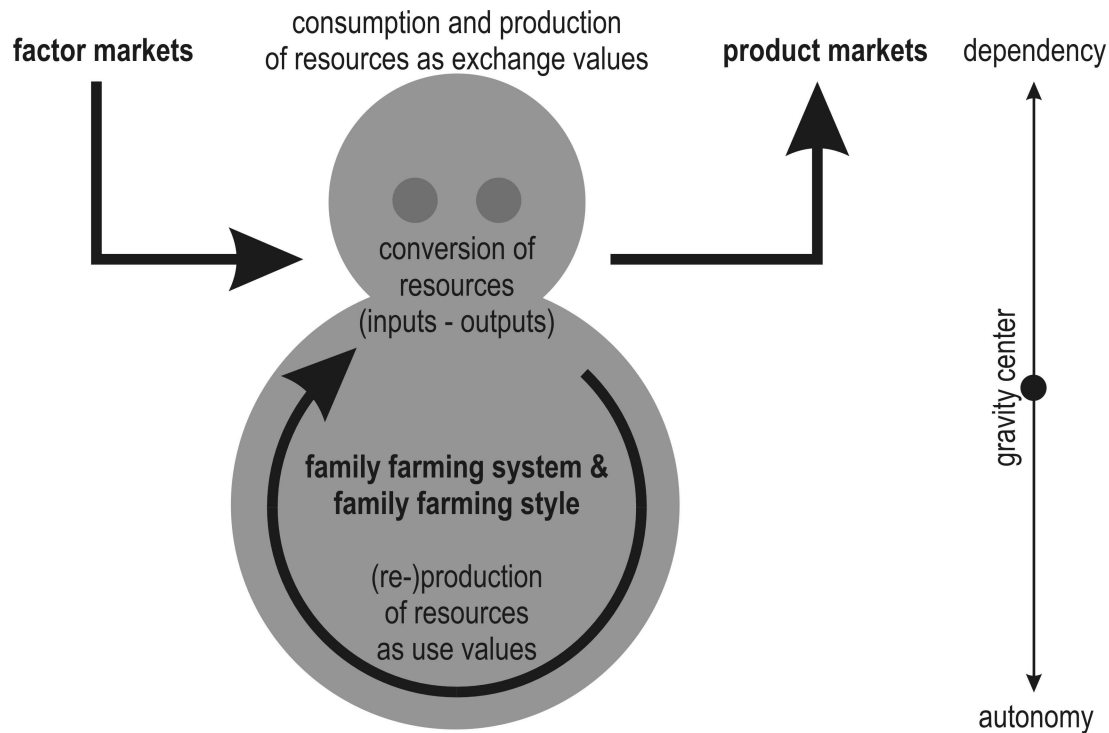 factor markets
consumption and production
of resources as exchange values
product markets
dependency
conversion of
resources
(inputs - outputs)
gravity center
family farming system &
family farming style
(re-)production
of resources
as use values
autonomy